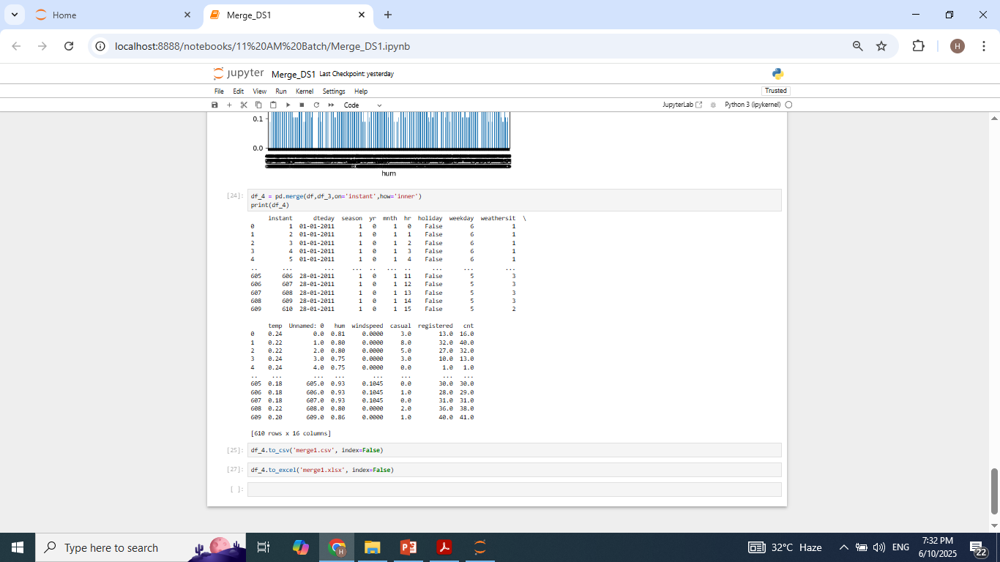 Home
Merge_DS1
localhost:8888/notebooks/11%20AM%20Batch/Merge_DS1.ipynb
H
jupyter Merge_DS1 Last Checkpoint: yesterday
File Edit View Run Kernel Settings Help
Trusted
Code
JupyterLab
Python 3 (ipykernel)
0.1
0.0
hum
[24]: df_4 = pd.merge(df,df_3,on='instant',how='inner')
print(df_4)
instant dteday season yr mnth hr holiday weekday weathersit \
0 1 01-01-2011 1 0 1 0 False 6 1
1 2 01-01-2011 1 0 1 1 False 6 1
2 3 01-01-2011 1 0 1 2 False 6 1
3 4 01-01-2011 1 0 1 3 False 6 1
4 5 01-01-2011 1 0 1 4 False 6 1
.. ... ... ... .. ... .. ... ... ...
605 606 28-01-2011 1 0 1 11 False 5 3
606 607 28-01-2011 1 0 1 12 False 5 3
607 608 28-01-2011 1 0 1 13 False 5 3
608 609 28-01-2011 1 0 1 14 False 5 3
609 610 28-01-2011 1 0 1 15 False 5 2
temp Unnamed: 0 hum windspeed casual registered cnt
0 0.24 0.0 0.81 0.0000 3.0 13.0 16.0
1 0.22 1.0 0.80 0.0000 8.0 32.0 40.0
2 0.22 2.0 0.80 0.0000 5.0 27.0 32.0
3 0.24 3.0 0.75 0.0000 3.0 10.0 13.0
4 0.24 4.0 0.75 0.0000 0.0 1.0 1.0
.. ... ... ... ... ... ... ...
605 0.18 605.0 0.93 0.1045 0.0 30.0 30.0
606 0.18 606.0 0.93 0.1045 1.0 28.0 29.0
607 0.18 607.0 0.93 0.1045 0.0 31.0 31.0
608 0.22 608.0 0.80 0.0000 2.0 36.0 38.0
609 0.20 609.0 0.86 0.0000 1.0 40.0 41.0
[610 rows x 16 columns]
[25]: df_4.to_csv('merge1.csv', index=False)
[27]: df_4.to_excel('merge1.xlsx', index=False)
[ ]:
Type here to search
32°C Haze
ENG
7:32 PM
6/10/2025
22